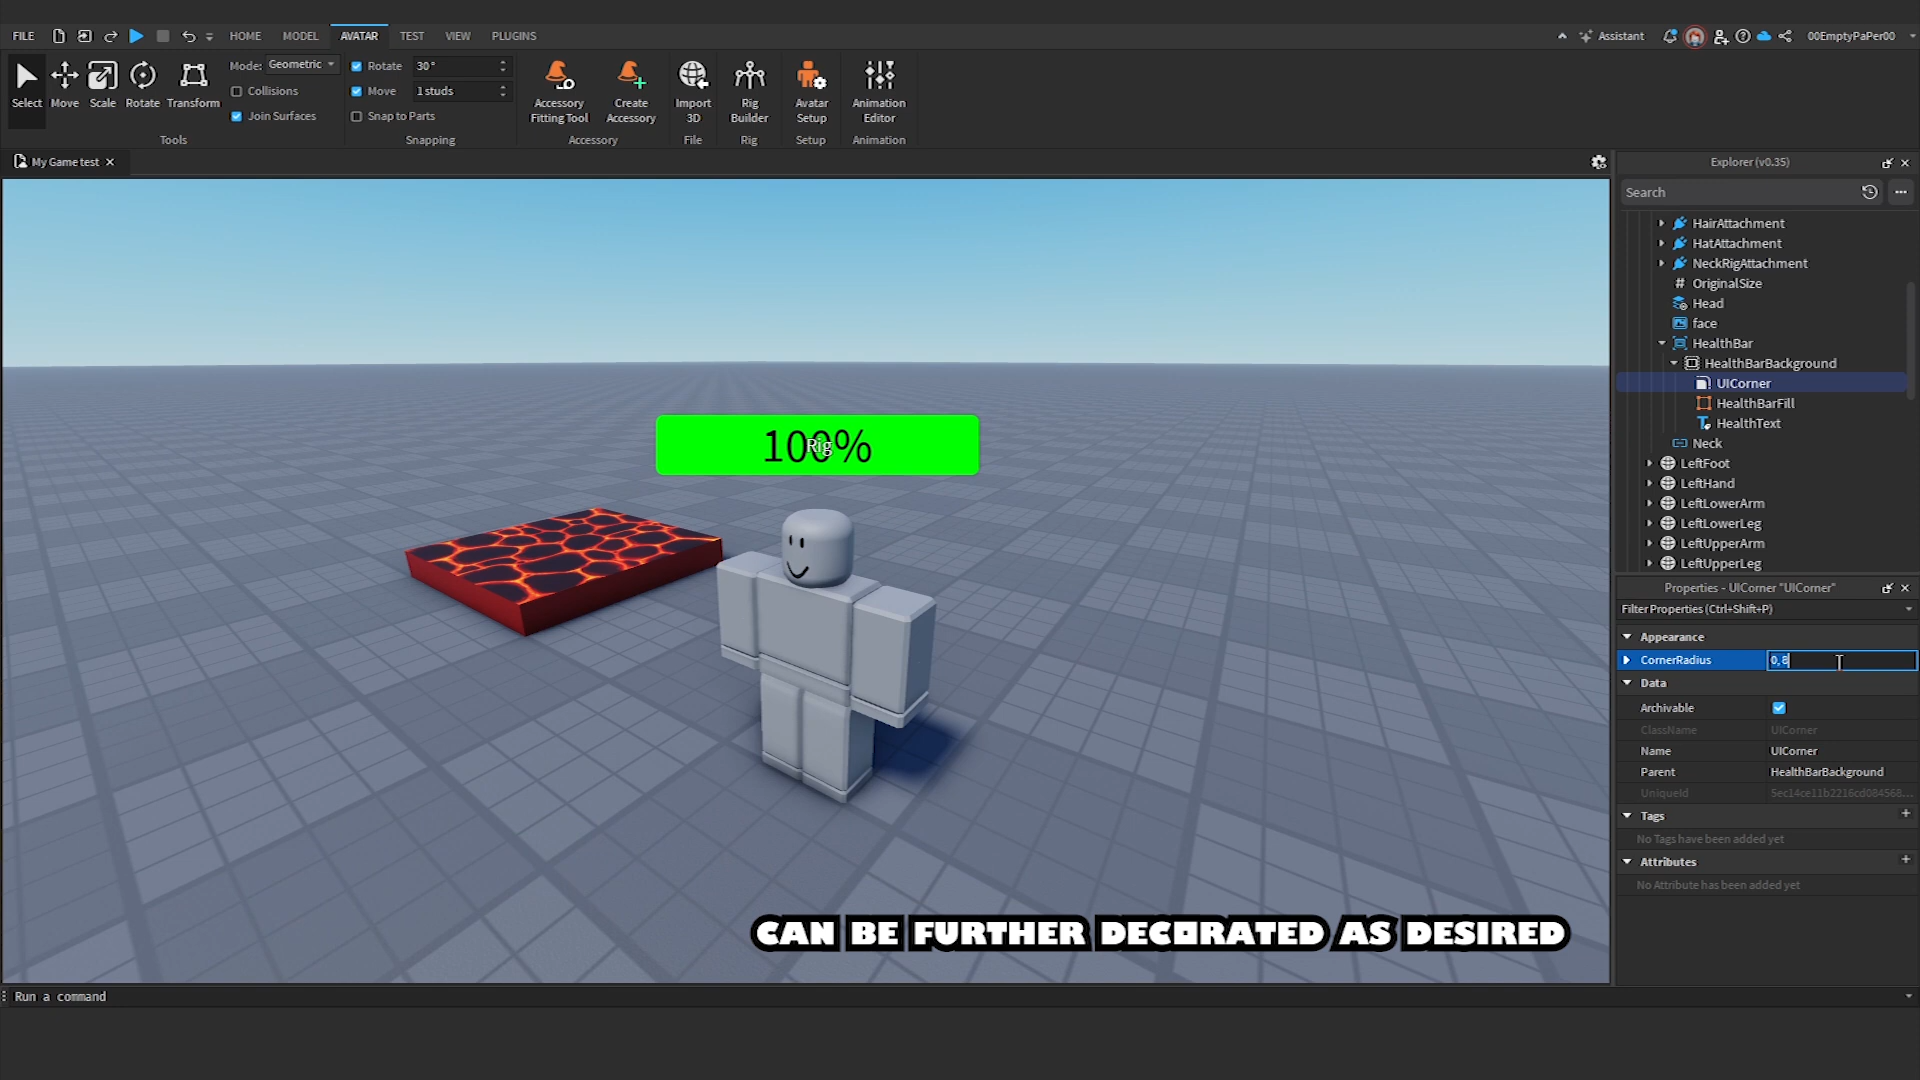 FILE HOME MODEL AVATAR TEST VIEW PLUGINS Assistant 00EmptyPaPer00
Select Move Scale Rotate Transform
Mode: Geometric
Collisions
Join Surfaces
Tools
Rotate 30°
Move 1 studs
Snap to Parts
Snapping
Accessory
Fitting Tool
Create
Accessory
Accessory
Import
3D
File
Rig
Builder
Rig
Avatar
Setup
Setup
Animation
Editor
Animation
My Game test
100%
Rig
CAN BE FURTHER DECORATED AS DESIRED
Run a command
Explorer (v0.35)
Search
HairAttachment
HatAttachment
NeckRigAttachment
OriginalSize
Head
face
HealthBar
HealthBarBackground
UICorner
HealthBarFill
HealthText
Neck
LeftFoot
LeftHand
LeftLowerArm
LeftLowerLeg
LeftUpperArm
LeftUpperLeg
Properties - UICorner "UICorner"
Filter Properties (Ctrl+Shift+P)
Appearance
CornerRadius 0, 8
Data
Archivable
ClassName UICorner
Name UICorner
Parent HealthBarBackground
UniqueId 5ec14ce11b2216cd084568...
Tags
No Tags have been added yet
Attributes
No Attribute has been added yet